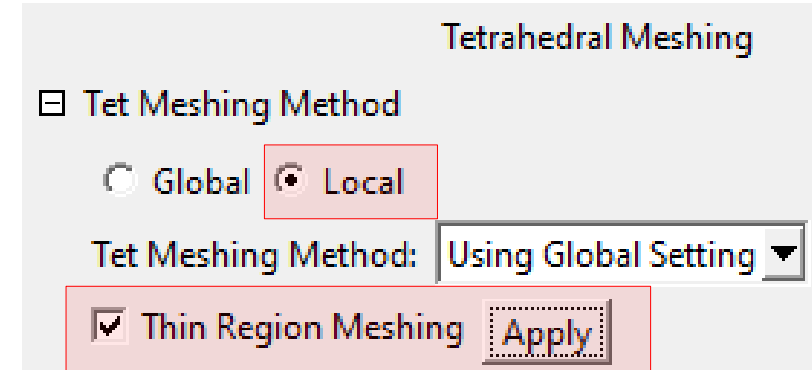 Tetrahedral Meshing
Tet Meshing Method
Global Local
Tet Meshing Method: Using Global Setting
Thin Region Meshing Apply